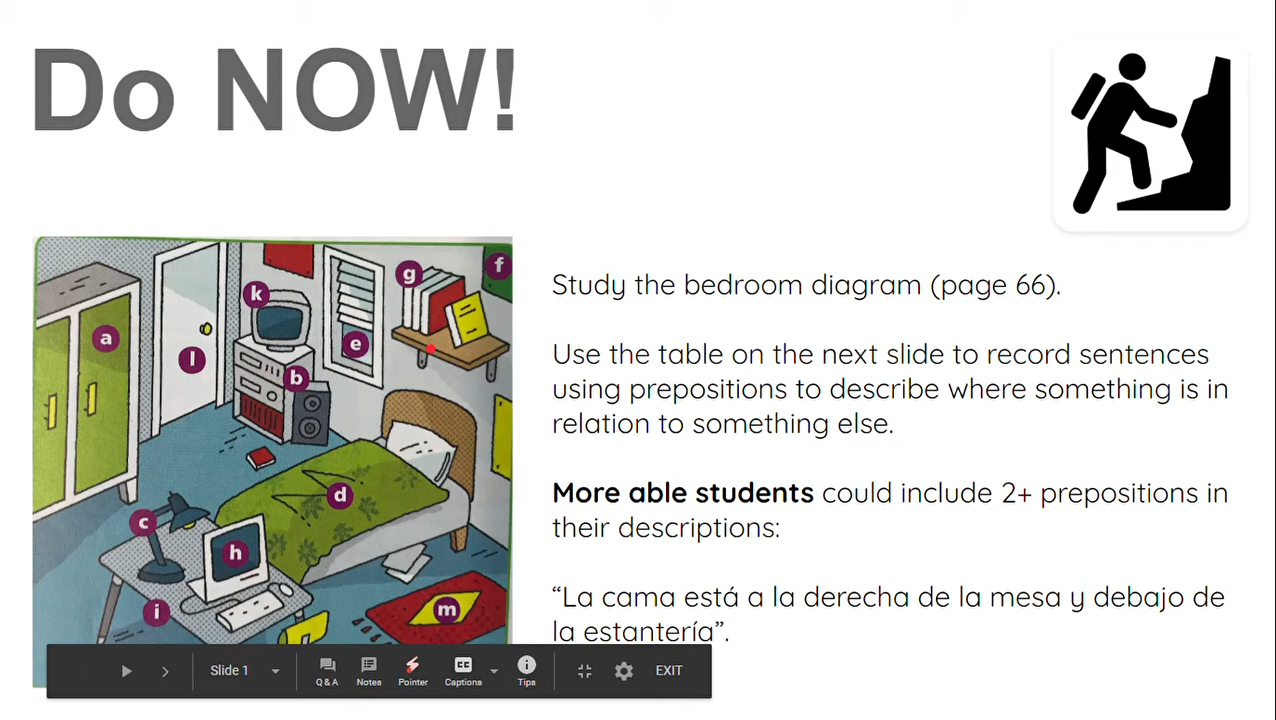 Do NOW!
k
g
f
a
l
e
b
d
c
h
i
m
Study the bedroom diagram (page 66).
Use the table on the next slide to record sentences
using prepositions to describe where something is in
relation to something else.
More able students could include 2+ prepositions in
their descriptions:
“La cama está a la derecha de la mesa y debajo de
la estantería”.
Slide 1
Q & A
Notes
Pointer
CC
Captions
Tips
EXIT